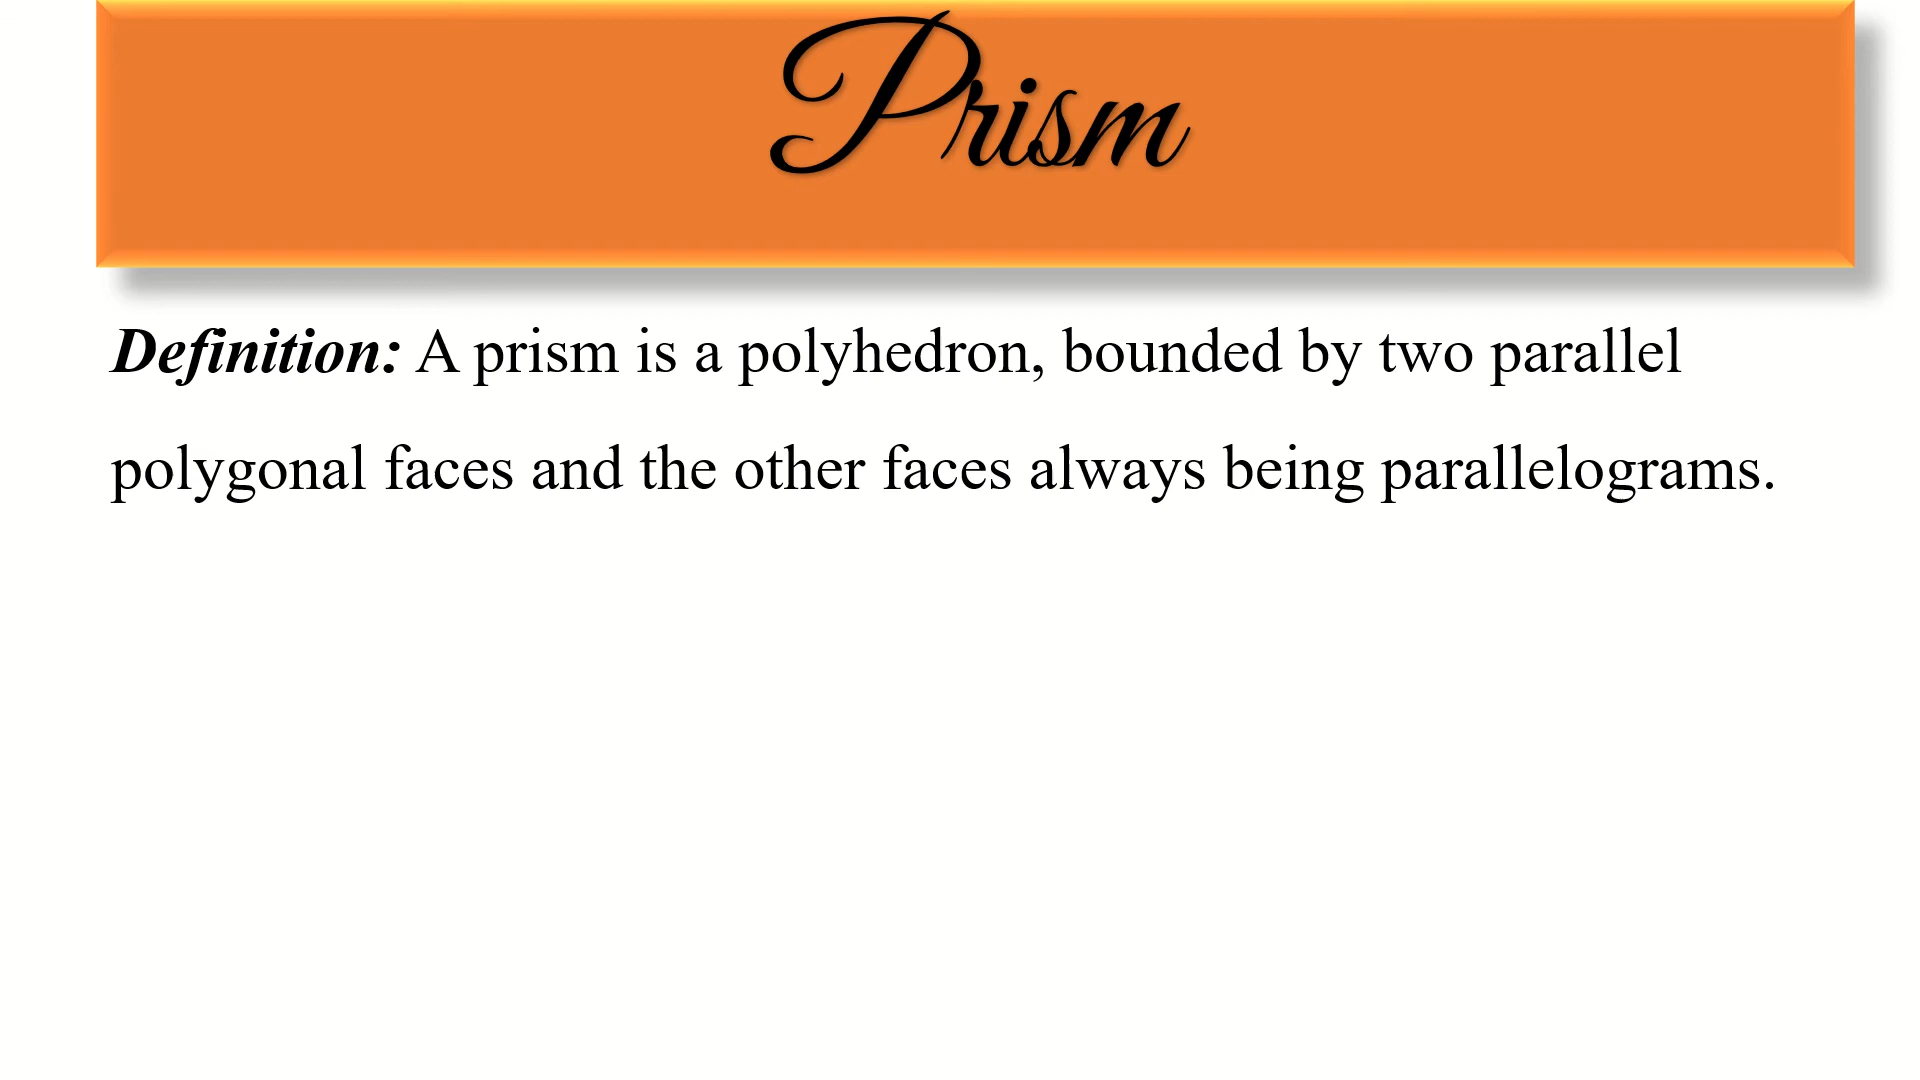 Prism
Definition: A prism is a polyhedron, bounded by two parallel
polygonal faces and the other faces always being parallelograms.